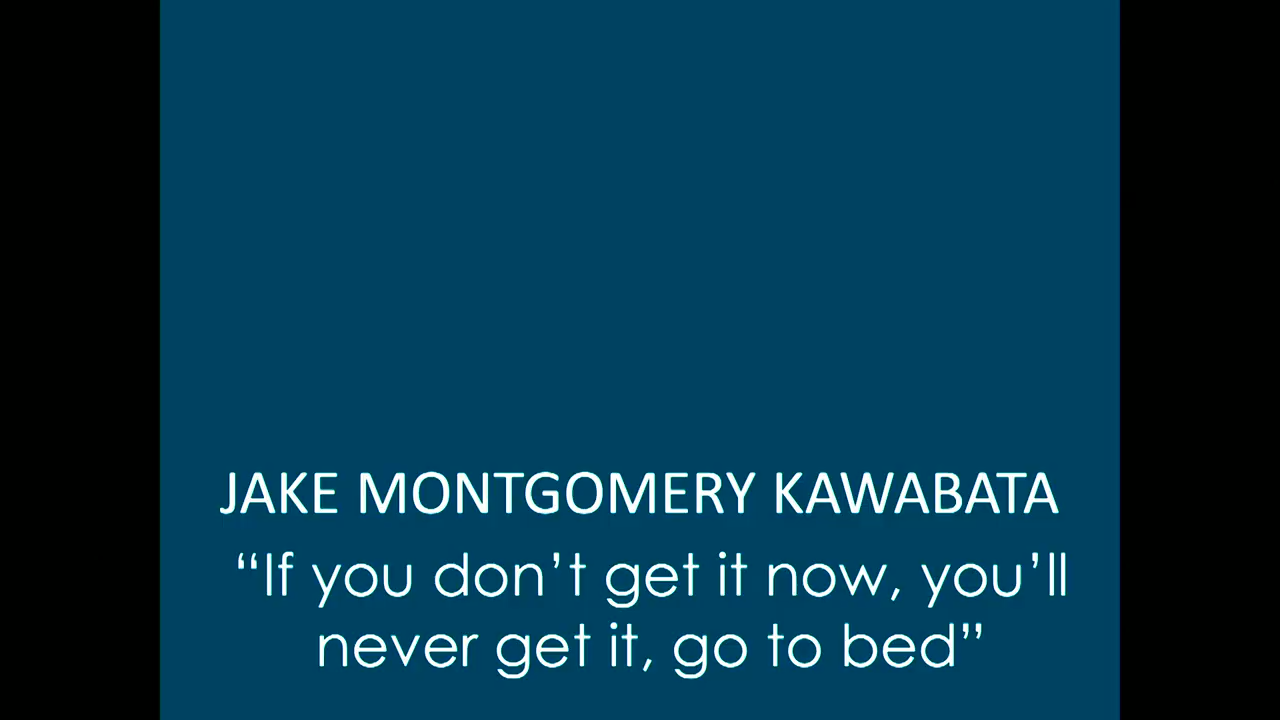 JAKE MONTGOMERY KAWABATA
“If you don’t get it now, you’ll
never get it, go to bed”